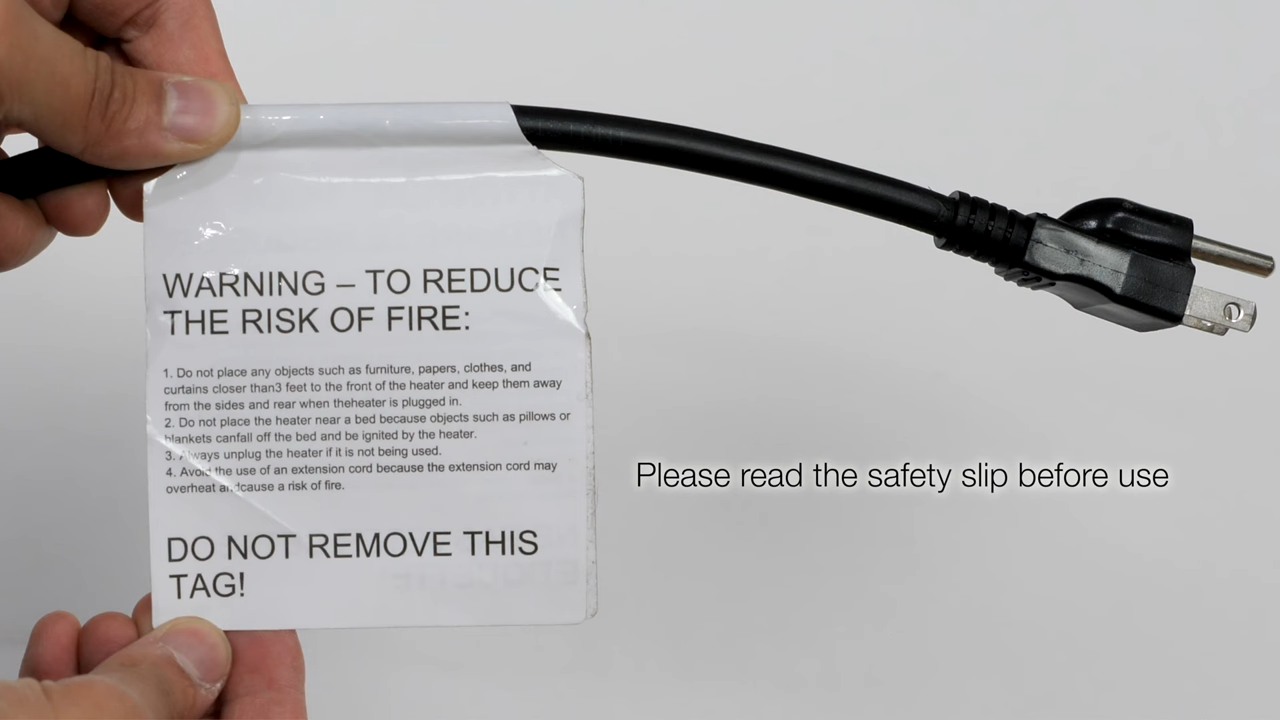 WARNING – TO REDUCE
THE RISK OF FIRE:
1. Do not place any objects such as furniture, papers, clothes, and
curtains closer than3 feet to the front of the heater and keep them away
from the sides and rear when theheater is plugged in.
2. Do not place the heater near a bed because objects such as pillows or
blankets canfall off the bed and be ignited by the heater.
3. Always unplug the heater if it is not being used.
4. Avoid the use of an extension cord because the extension cord may
overheat andcause a risk of fire.
DO NOT REMOVE THIS
TAG!
Please read the safety slip before use